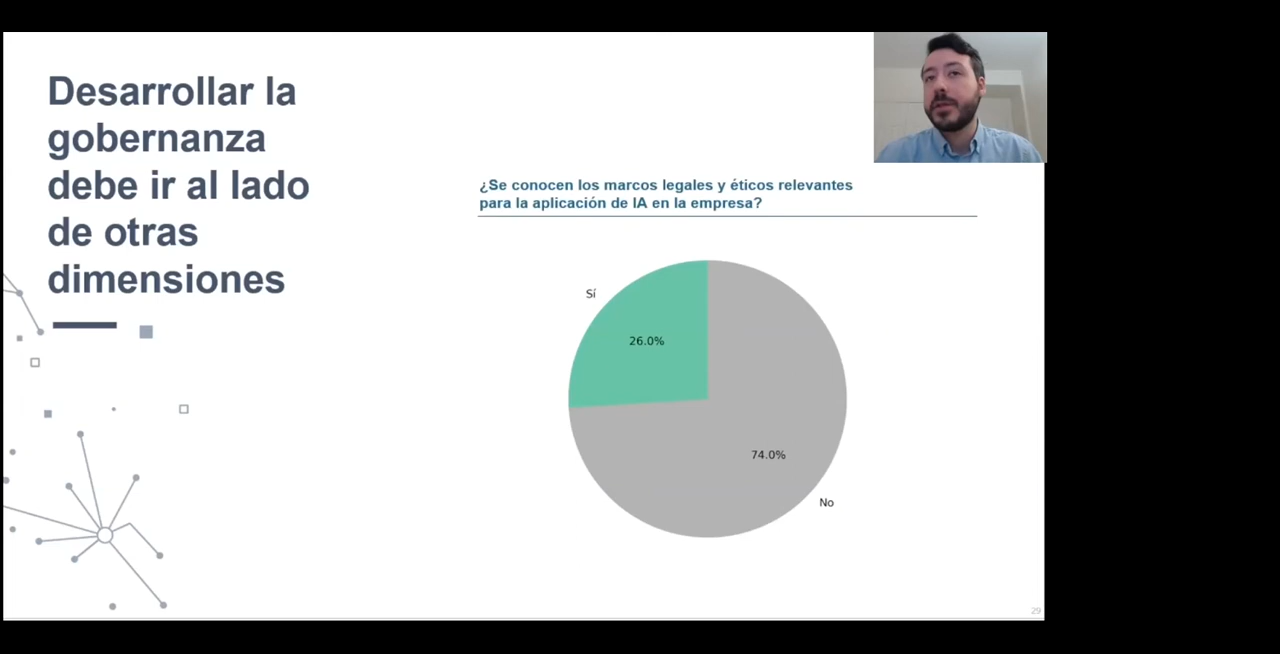 Desarrollar la
gobernanza
debe ir al lado
de otras
dimensiones
¿Se conocen los marcos legales y éticos relevantes
para la aplicación de IA en la empresa?
Sí
26.0%
74.0%
No
29